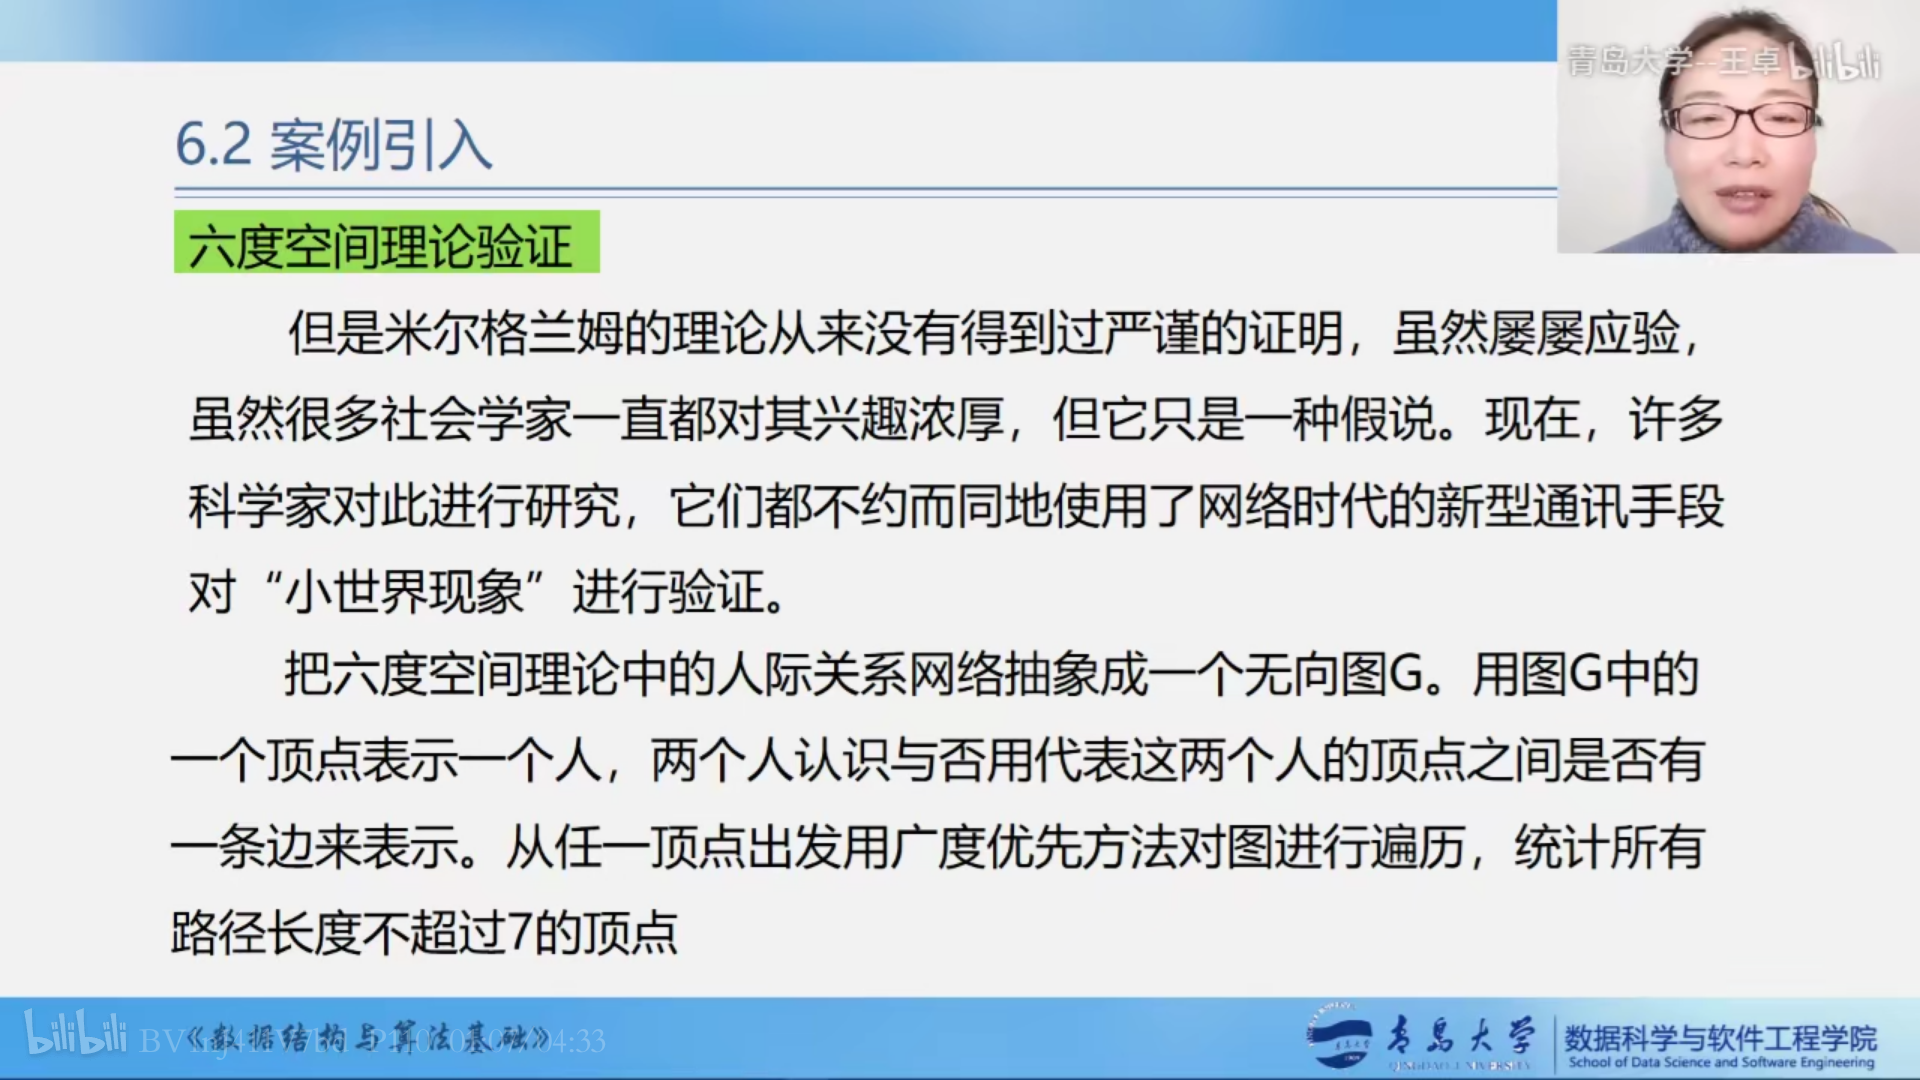 青岛大学--王卓 bilibili
6.2 案例引入
六度空间理论验证
但是米尔格兰姆的理论从来没有得到过严谨的证明，虽然屡屡应验，
虽然很多社会学家一直都对其兴趣浓厚，但它只是一种假说。现在，许多
科学家对此进行研究，它们都不约而同地使用了网络时代的新型通讯手段
对“小世界现象”进行验证。
把六度空间理论中的人际关系网络抽象成一个无向图G。用图G中的
一个顶点表示一个人，两个人认识与否用代表这两个人的顶点之间是否有
一条边来表示。从任一顶点出发用广度优先方法对图进行遍历，统计所有
路径长度不超过7的顶点
bilibili
《数据结构与算法基础》
青岛大学
QINGDAO UNIVERSITY
数据科学与软件工程学院
School of Data Science and Software Engineering